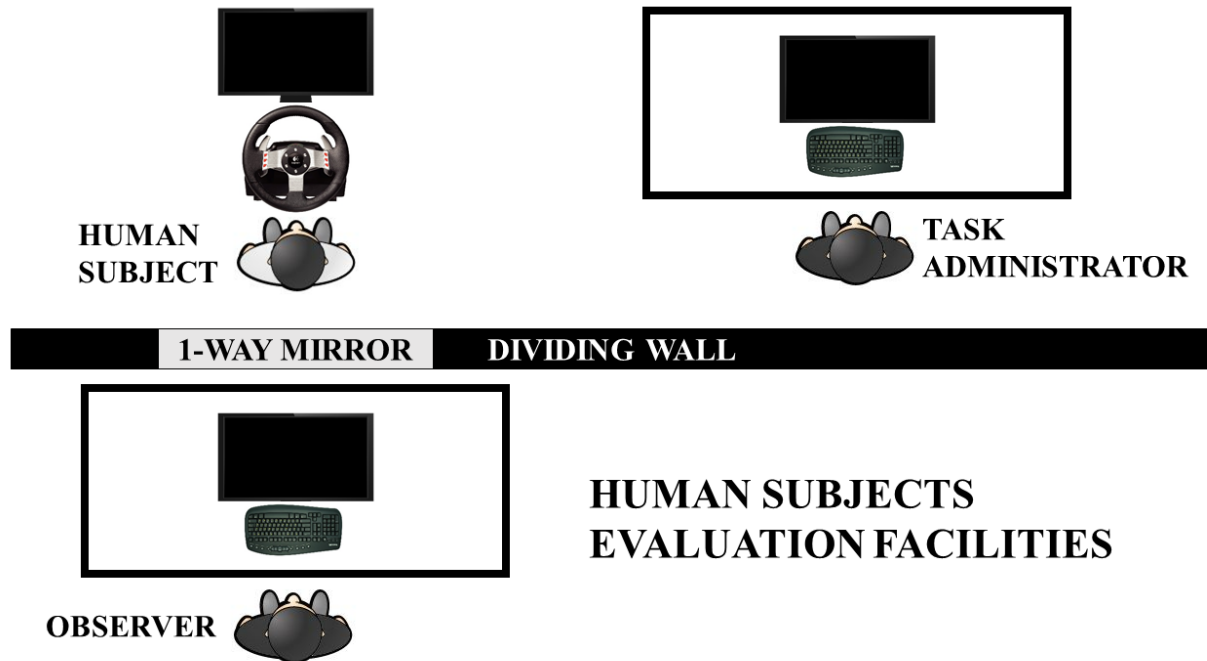 HUMAN
SUBJECT
TASK
ADMINISTRATOR
1-WAY MIRROR
DIVIDING WALL
HUMAN SUBJECTS
EVALUATION FACILITIES
OBSERVER